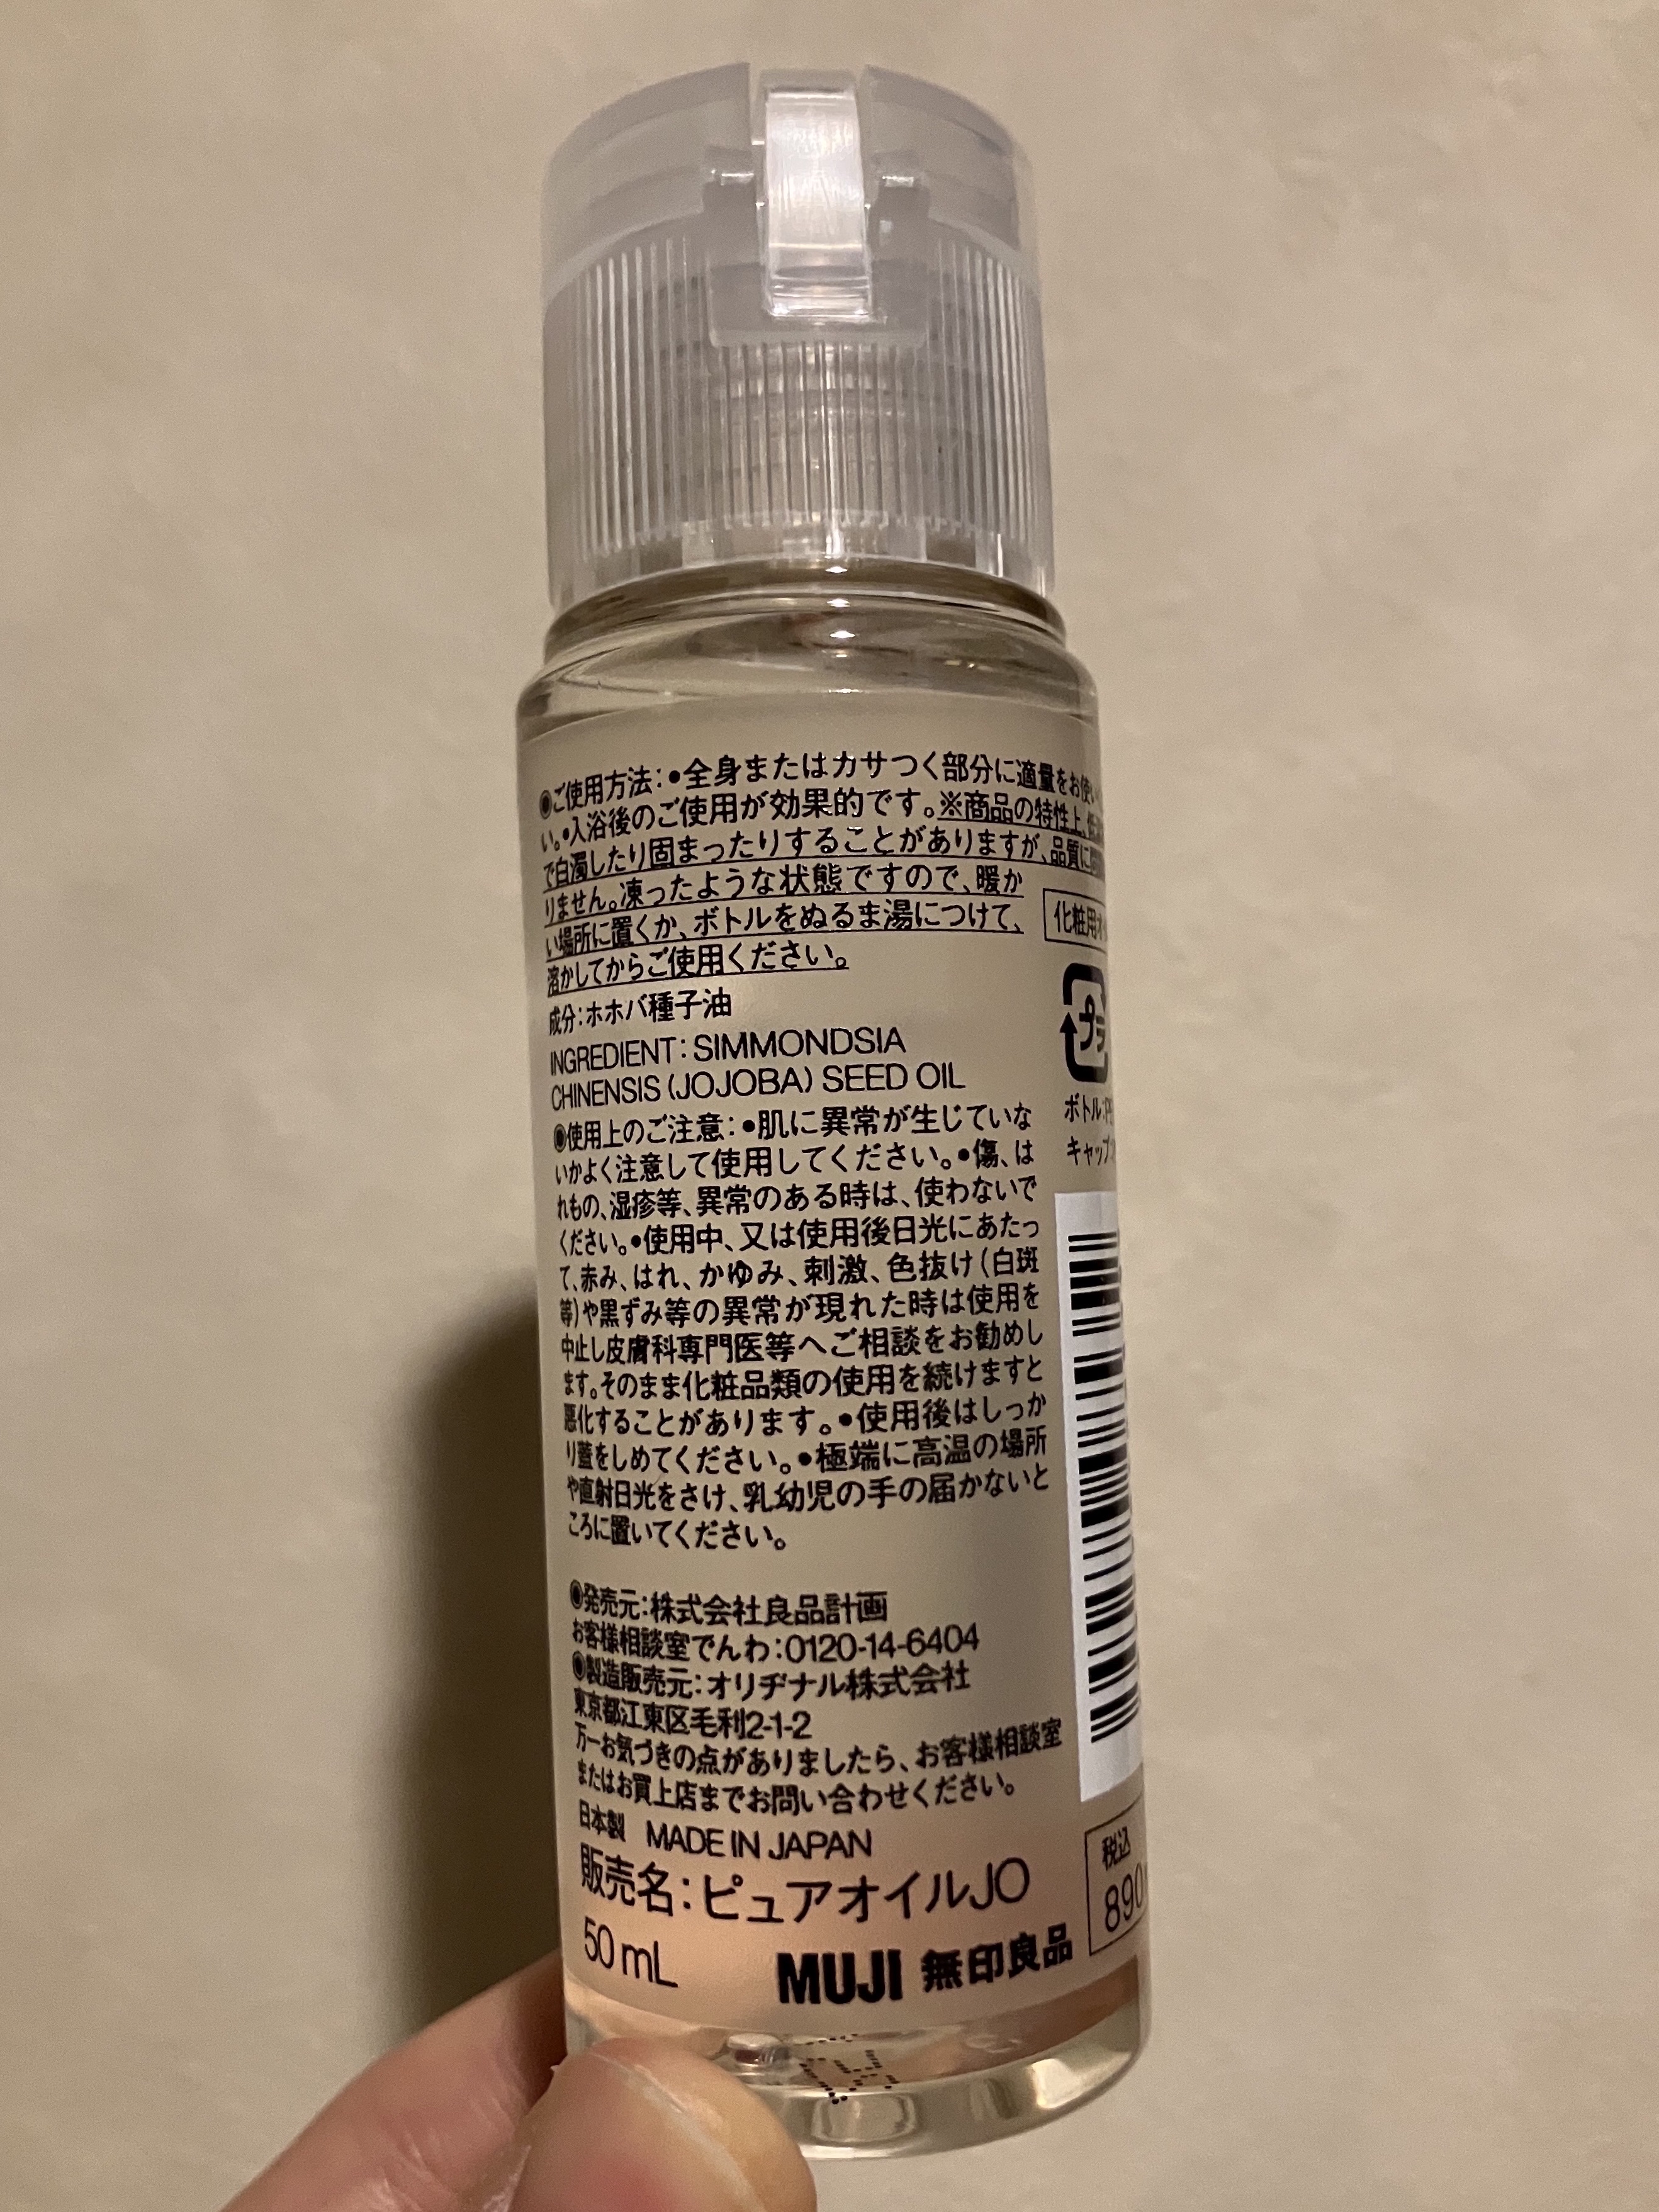 ◉ご使用方法：•全身またはカサつく部分に適量をお使い
い。•入浴後のご使用が効果的です。※商品の特性上、
で白濁したり固まったりすることがありますが、品質に
りません。凍ったような状態ですので、暖か
い場所に置くか、ボトルをぬるま湯につけて、
溶かしてからご使用ください。
成分：ホホバ種子油
INGREDIENT：SIMMONDSIA
CHINENSIS (JOJOBA) SEED OIL
◉使用上のご注意：•肌に異常が生じていな
いかよく注意して使用してください。•傷、は
れもの、湿疹等、異常のある時は、使わないで
ください。•使用中、又は使用後日光にあたっ
て、赤み、はれ、かゆみ、刺激、色抜け（白斑
等）や黒ずみ等の異常が現れた時は使用を
中止し皮膚科専門医等へご相談をお勧めし
ます。そのまま化粧品類の使用を続けますと
悪化することがあります。•使用後はしっか
り蓋をしめてください。•極端に高温の場所
や直射日光をさけ、乳幼児の手の届かないと
ころに置いてください。
◉発売元：株式会社良品計画
お客様相談室でんわ：0120-14-6404
◉製造販売元：オリヂナル株式会社
東京都江東区毛利2-1-2
万一お気づきの点がありましたら、お客様相談室
またはお買上店までお問い合わせください。
日本製 MADE IN JAPAN
販売名：ピュアオイルJO
50 mL
MUJI 無印良品
化粧用
プラ
ボトル：
キャップ
税込
890